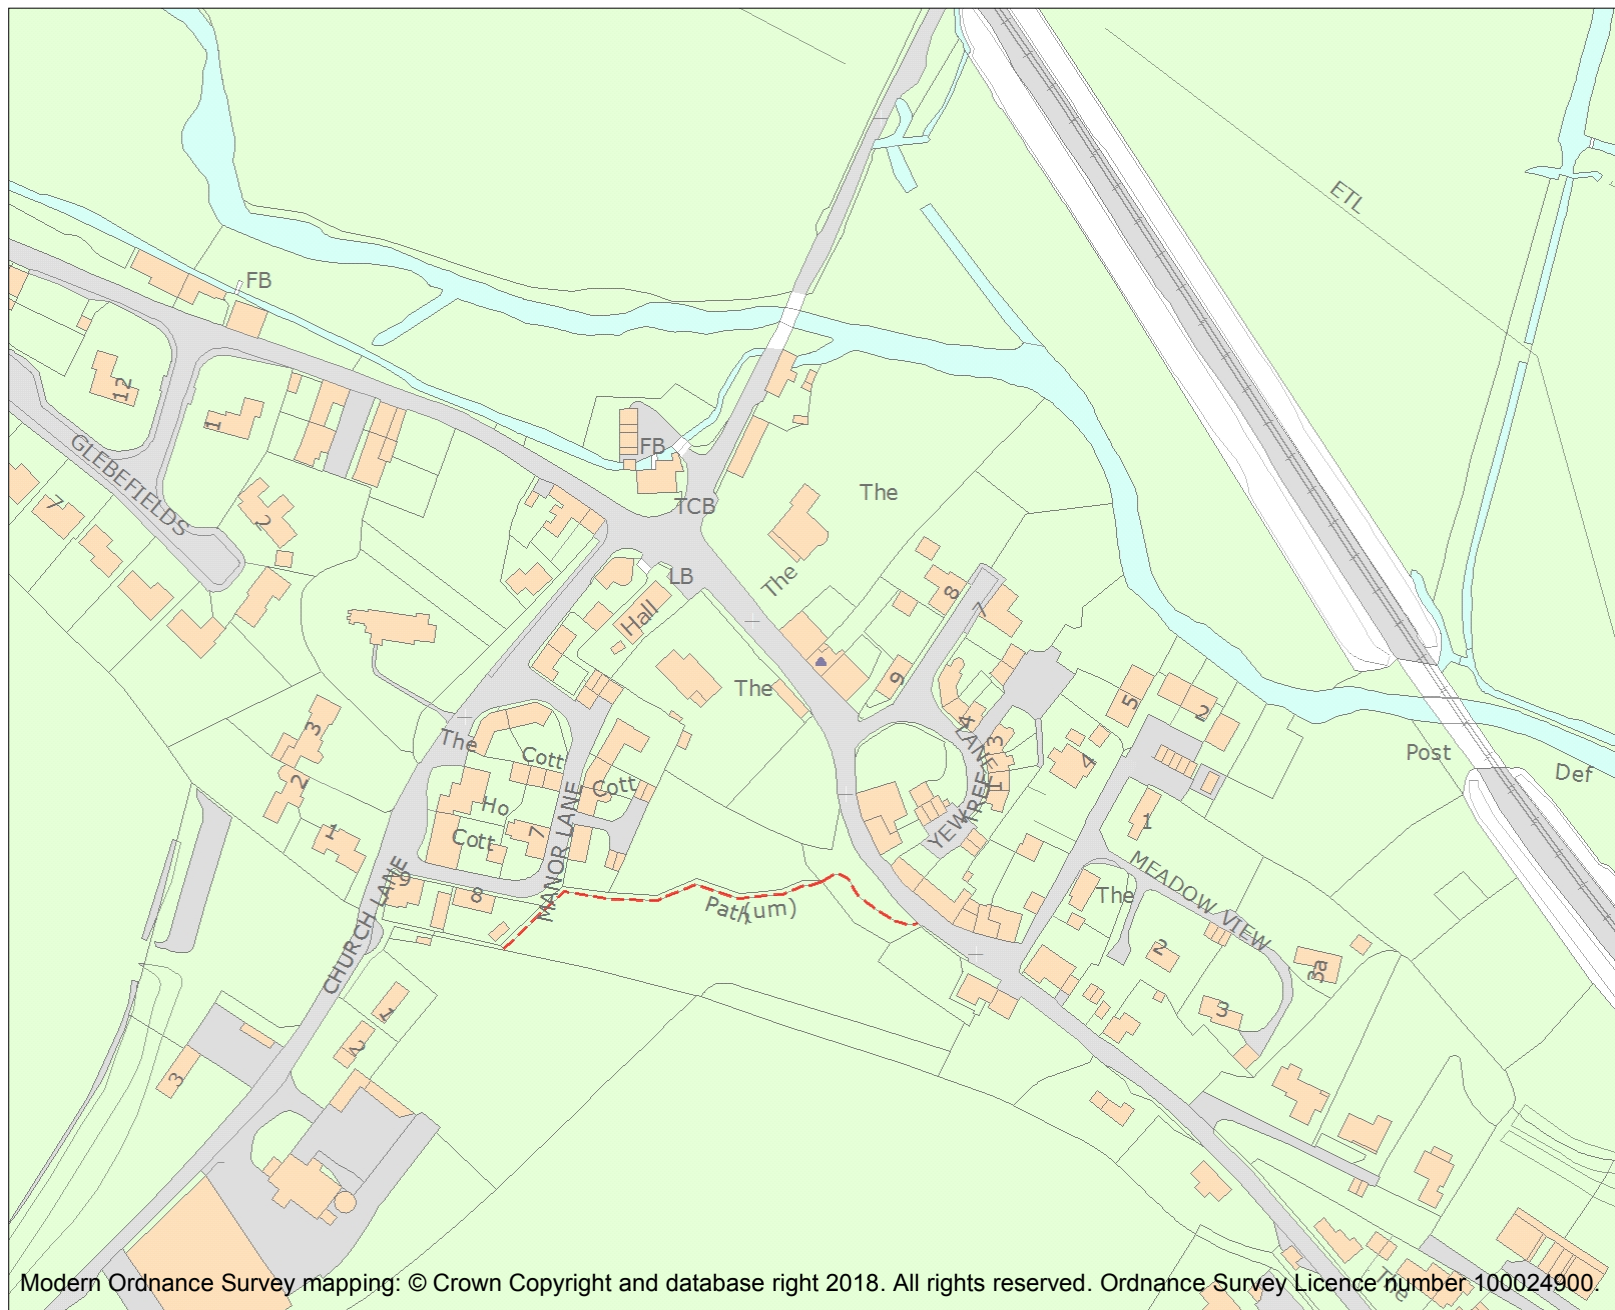 ETL
FB
12
1
FB
GLEBEFIELDS
7
2
TCB
The
LB
The
Hall
8
7
The
9
5
2
4
LANE
3
4
1
YEW TREE
Post
Def
The
3
Cott
Cott
2
Ho
1
Cott
7
MANOR LANE
1
MEADOW VIEW
9
8
Path (um)
The
CHURCH LANE
2
3a
3
1
2
3
The
Modern Ordnance Survey mapping: © Crown Copyright and database right 2018. All rights reserved. Ordnance Survey Licence number 100024900.